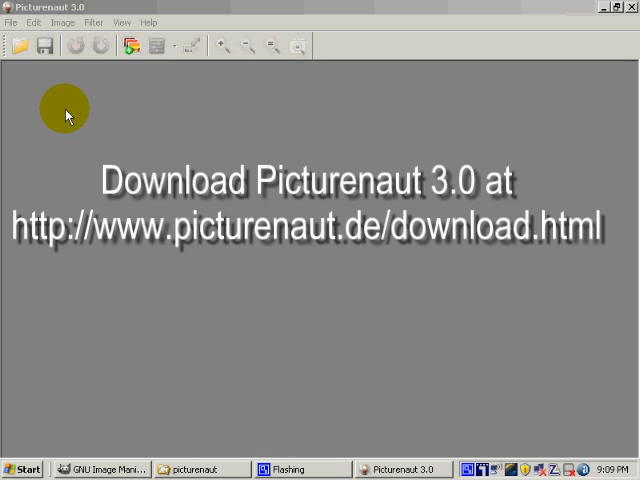 Picturenaut 3.0
File Edit Image Filter View Help
Download Picturenaut 3.0 at
http://www.picturenaut.de/download.html
Start GNU Image Mani... picturenaut Flashing Picturenaut 3.0 9:09 PM